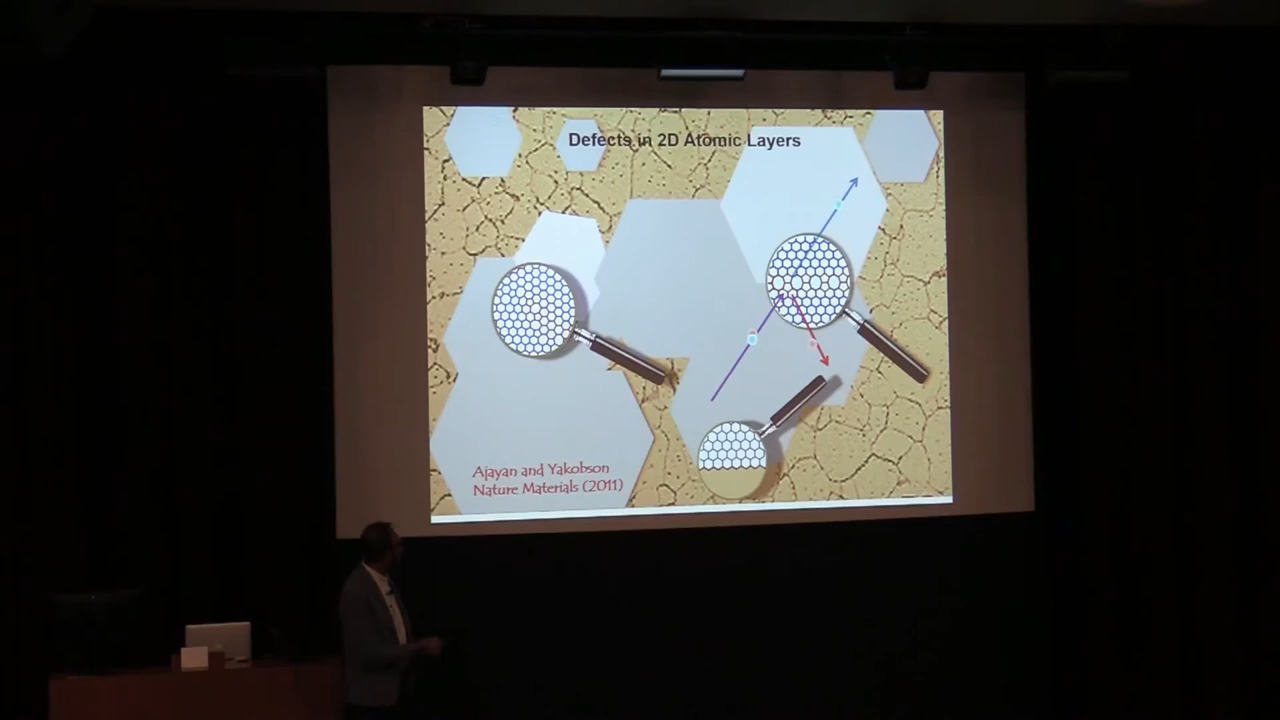 Defects in 2D Atomic Layers
Ajayan and Yakobson
Nature Materials (2011)